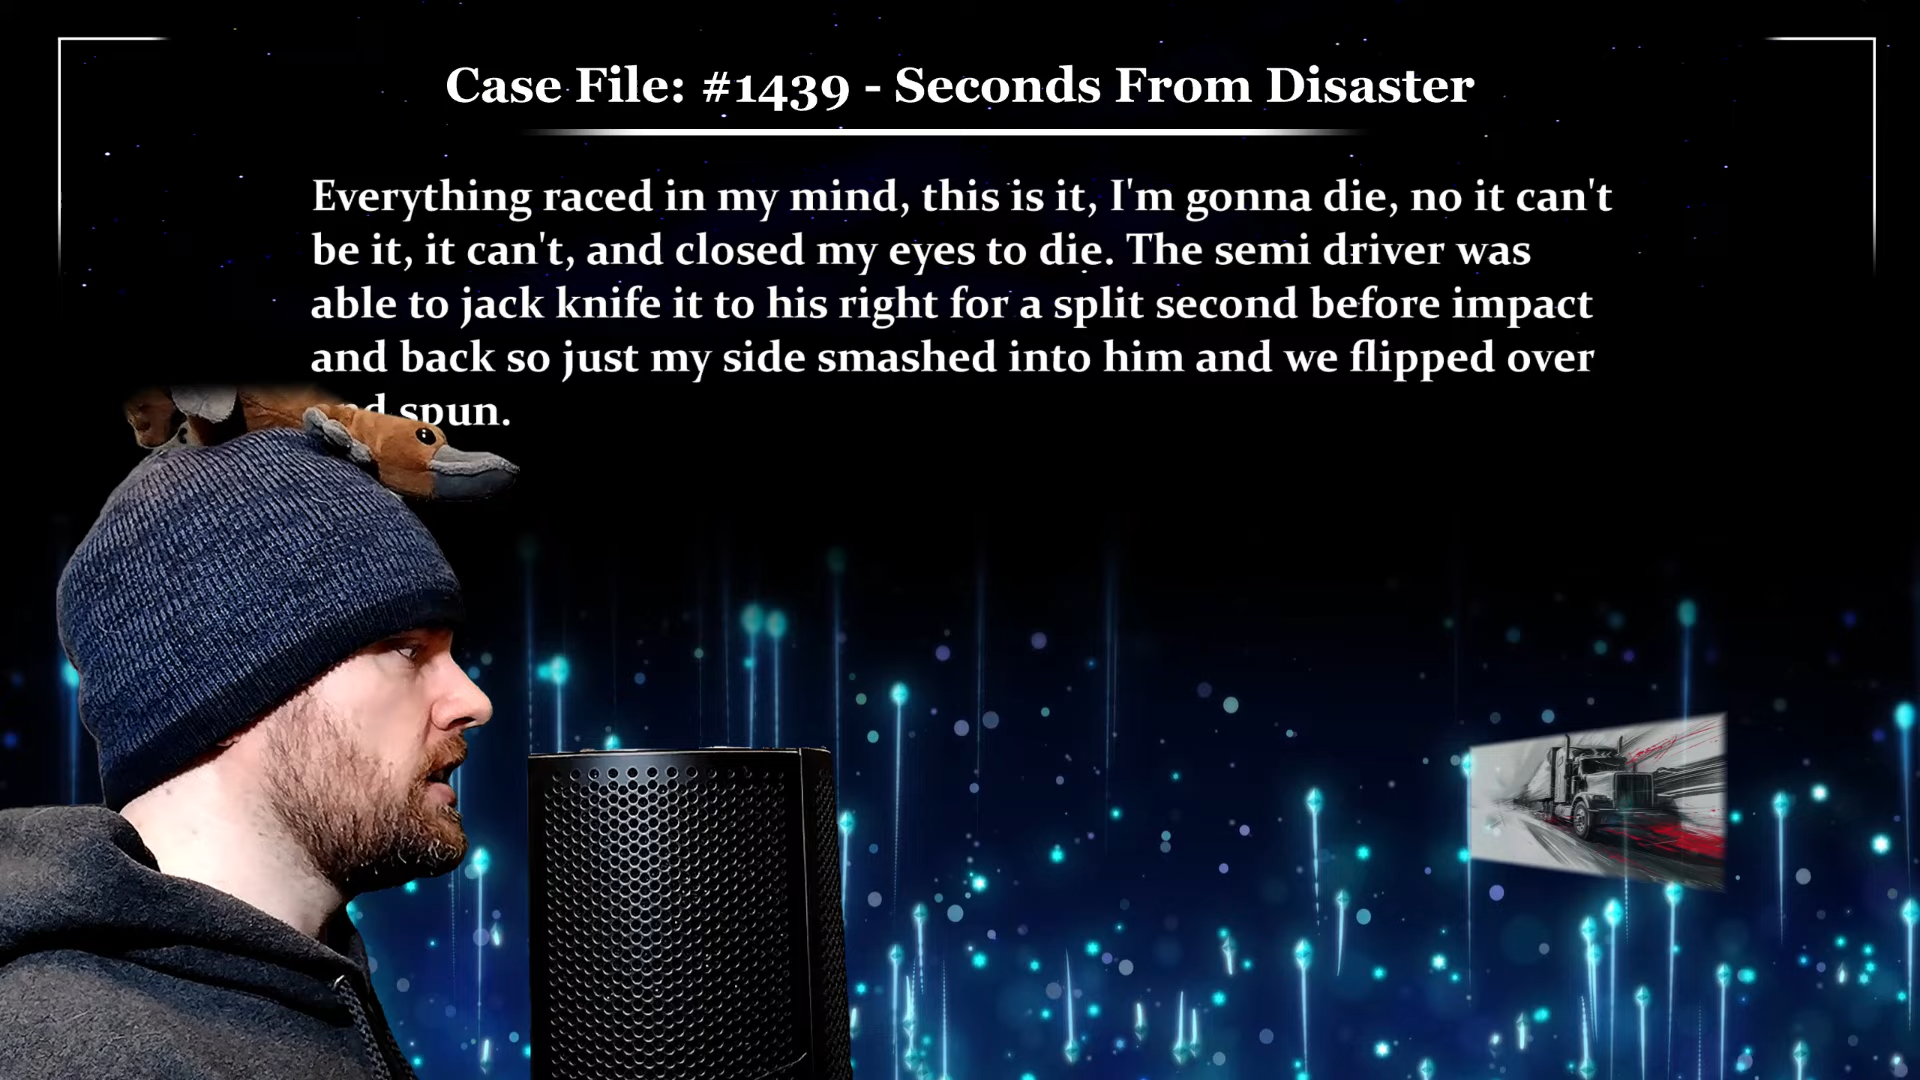 Case File: #1439 - Seconds From Disaster
Everything raced in my mind, this is it, I'm gonna die, no it can't
be it, it can't, and closed my eyes to die. The semi driver was
able to jack knife it to his right for a split second before impact
and back so just my side smashed into him and we flipped over
and spun.